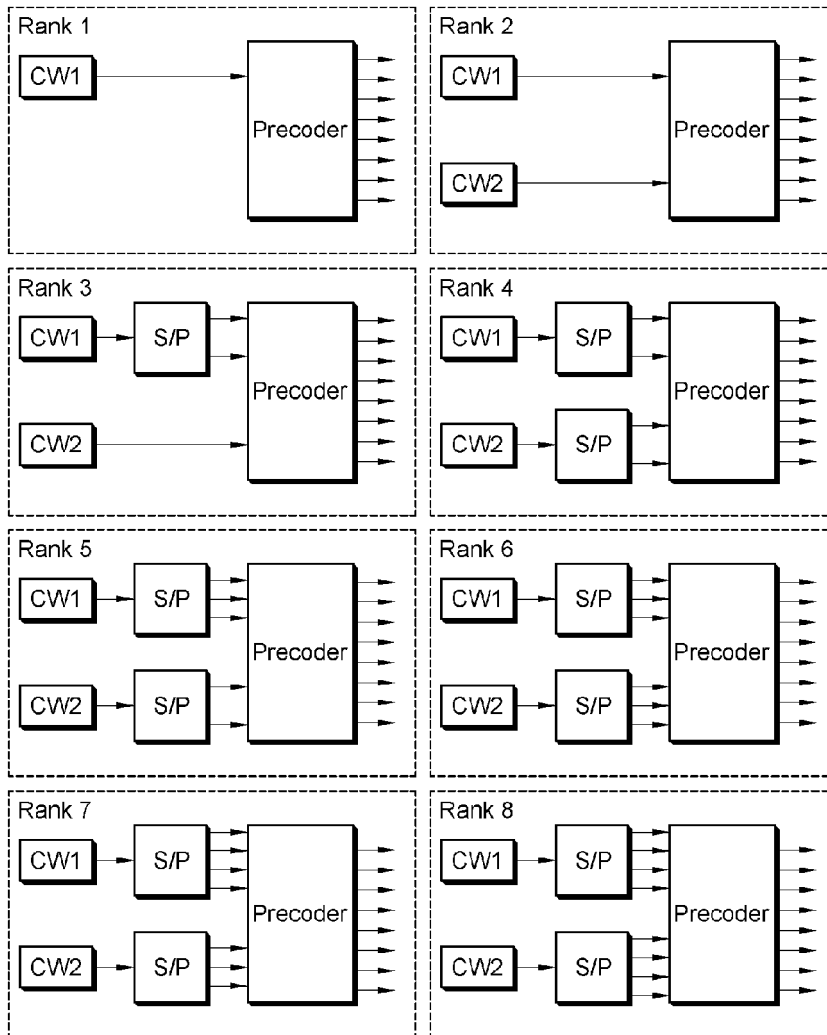 Rank 1
CW1
Precoder
Rank 2
CW1
Precoder
CW2
Rank 3
CW1
S/P
Precoder
CW2
Rank 4
CW1
S/P
Precoder
CW2
S/P
Rank 5
CW1
S/P
Precoder
CW2
S/P
Rank 6
CW1
S/P
Precoder
CW2
S/P
Rank 7
CW1
S/P
Precoder
CW2
S/P
Rank 8
CW1
S/P
Precoder
CW2
S/P